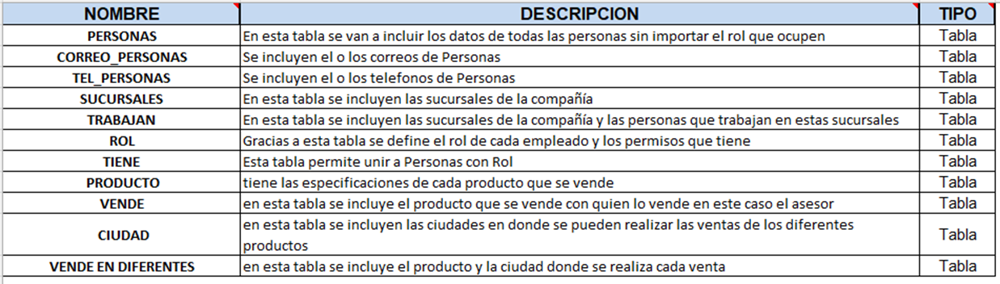 NOMBRE DESCRIPCION TIPO
PERSONAS En esta tabla se van a incluir los datos de todas las personas sin importar el rol que ocupen Tabla
CORREO_PERSONAS Se incluyen el o los correos de Personas Tabla
TEL_PERSONAS Se incluyen el o los telefonos de Personas Tabla
SUCURSALES En esta tabla se incluyen las sucursales de la compañía Tabla
TRABAJAN En esta tabla se incluyen las sucursales de la compañía y las personas que trabajan en estas sucursales Tabla
ROL Gracias a esta tabla se define el rol de cada empleado y los permisos que tiene Tabla
TIENE Esta tabla permite unir a Personas con Rol Tabla
PRODUCTO tiene las especificaciones de cada producto que se vende Tabla
VENDE en esta tabla se incluye el producto que se vende con quien lo vende en este caso el asesor Tabla
CIUDAD en esta tabla se incluyen las ciudades en donde se pueden realizar las ventas de los diferentes
productos Tabla
VENDE EN DIFERENTES en esta tabla se incluye el producto y la ciudad donde se realiza cada venta Tabla